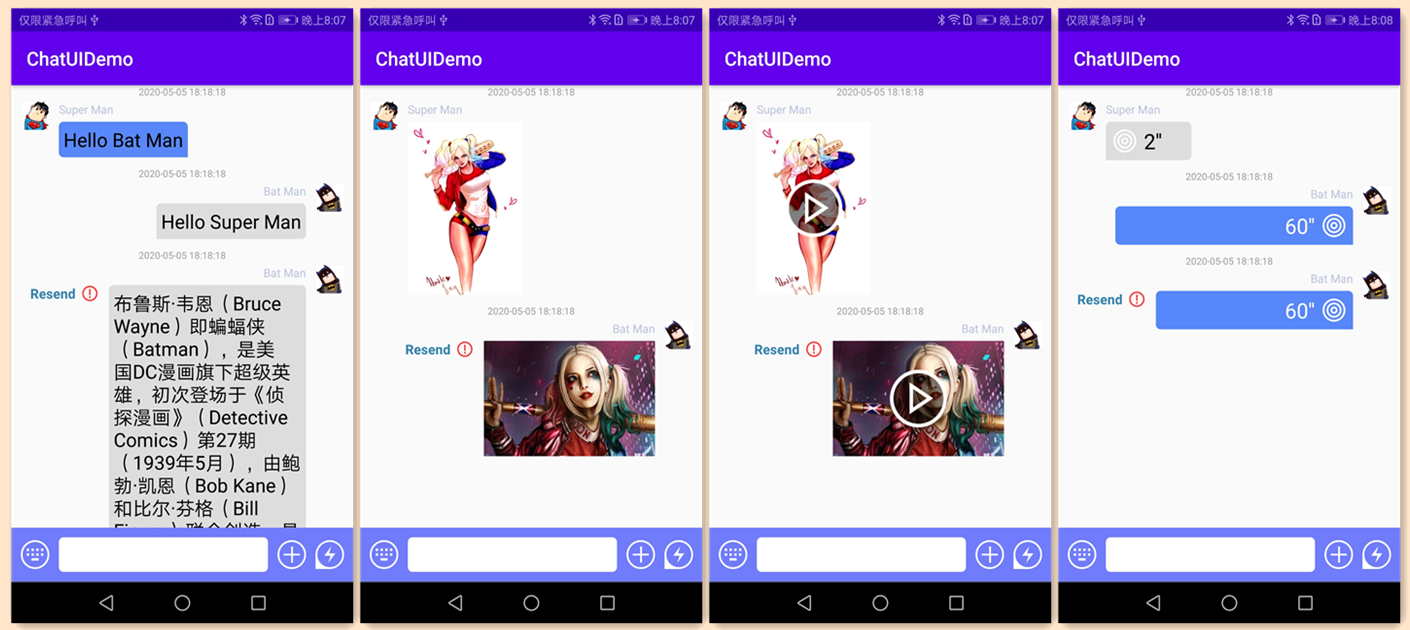 仅限紧急呼叫 晚上8:07
ChatUIDemo
2020-05-05 18:18:18
Super Man
Hello Bat Man
2020-05-05 18:18:18
Bat Man
Hello Super Man
2020-05-05 18:18:18
Bat Man
Resend
布鲁斯·韦恩（Bruce
Wayne）即蝙蝠侠
（Batman），是美
国DC漫画旗下超级英
雄，初次登场于《侦
探漫画》（Detective
Comics）第27期
（1939年5月），由鲍
勃·凯恩（Bob Kane）
和比尔·芬格（Bill
仅限紧急呼叫 晚上8:07
ChatUIDemo
2020-05-05 18:18:18
Super Man
2020-05-05 18:18:18
Bat Man
Resend
仅限紧急呼叫 晚上8:07
ChatUIDemo
2020-05-05 18:18:18
Super Man
2020-05-05 18:18:18
Bat Man
Resend
仅限紧急呼叫 晚上8:08
ChatUIDemo
2020-05-05 18:18:18
Super Man
2"
2020-05-05 18:18:18
Bat Man
60"
2020-05-05 18:18:18
Bat Man
Resend
60"